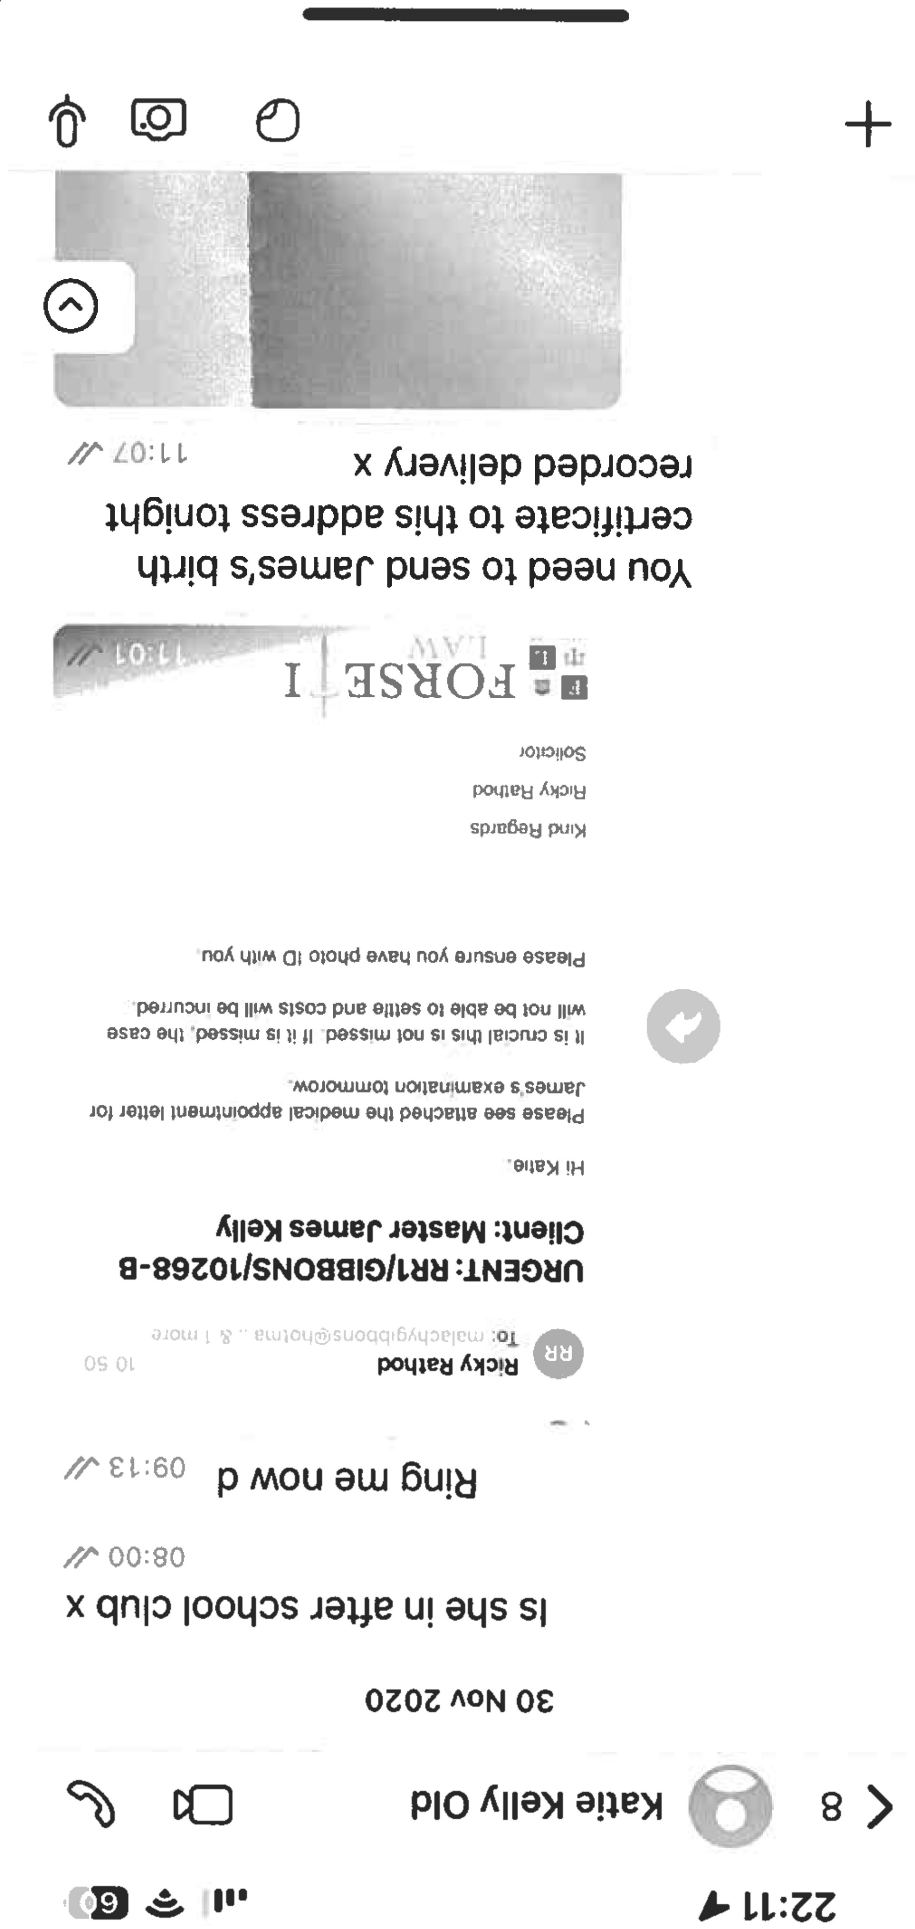 22:11
60
8
Katie Kelly Old
30 Nov 2020
Is she in after school club x
08:00
Ring me now d
09:13
RR
Ricky Rathod
10 50
To: malachygibbons@hotma... & 1 more
URGENT: RR1/GIBBONS/10268-B
Client: Master James Kelly
Hi Katie.
Please see attached the medical appointment letter for
James's examination tommorow.
It is crucial this is not missed. If it is missed, the case
will not be able to settle and costs will be incurred.
Please ensure you have photo ID with you.
Kind Regards
Ricky Rathod
Solicitor
F
L
FORSETI
LAW
11:01
You need to send James's birth
certificate to this address tonight
recorded delivery x
11:07